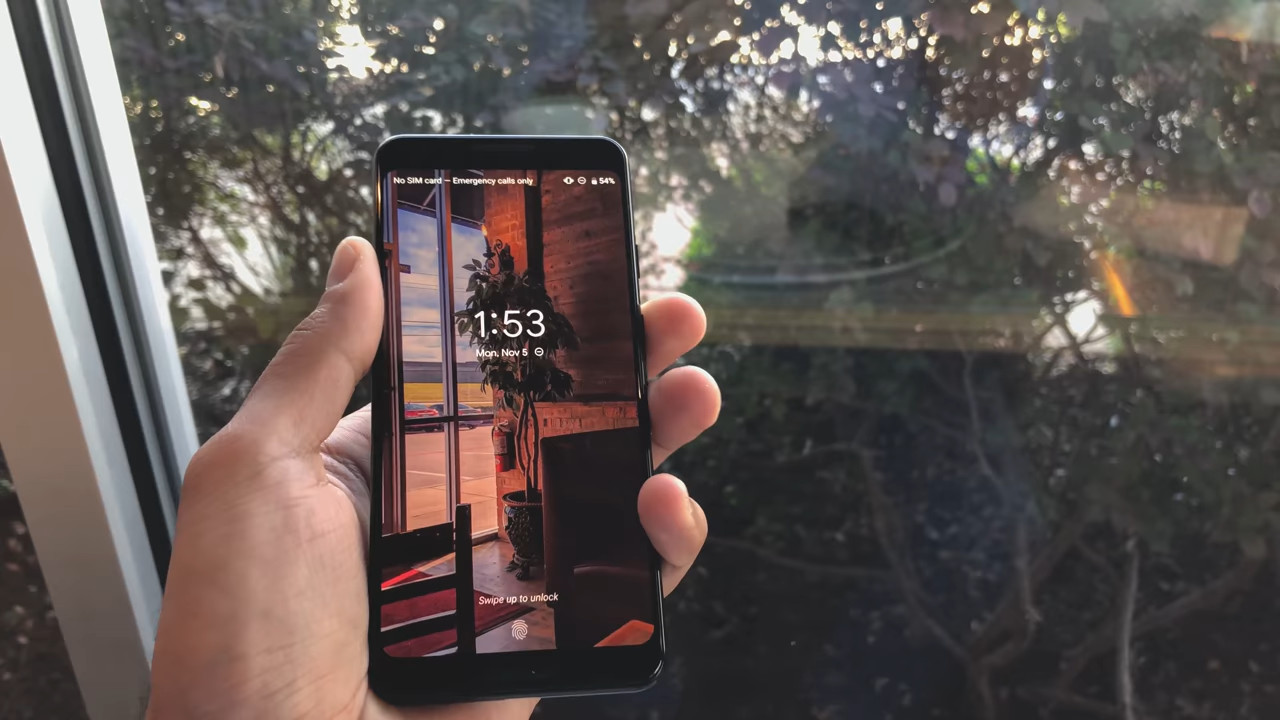 No SIM card — Emergency calls only 54%
1:53
Mon, Nov 5
Swipe up to unlock